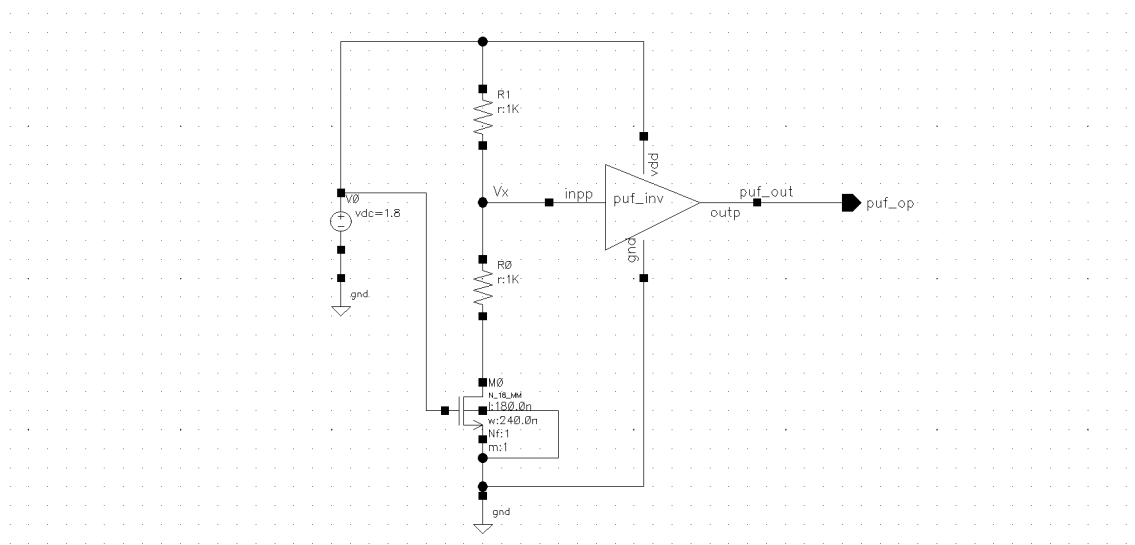 R1
r:1K
vdd
Vx
inpp
puf_inv
puf_out
outp
puf_op
V0
vdc=1.8
gnd
R0
r:1K
gnd
M0
N_18_MM
l:180.0n
w:240.0n
Nf:1
m:1
gnd